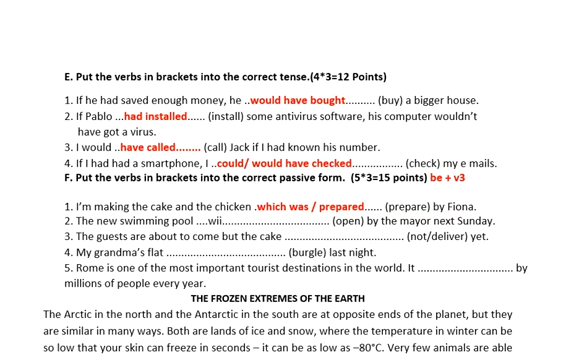 E. Put the verbs in brackets into the correct tense.(4*3=12 Points)
1. If he had saved enough money, he ..would have bought.......... (buy) a bigger house.
2. If Pablo ...had installed...... (install) some antivirus software, his computer wouldn't
have got a virus.
3. I would ..have called........ (call) Jack if I had known his number.
4. If I had had a smartphone, I ..could/ would have checked................. (check) my e mails.
F. Put the verbs in brackets into the correct passive form.  (5*3=15 points) be + v3
1. I'm making the cake and the chicken .which was / prepared...... (prepare) by Fiona.
2. The new swimming pool ....wii.................................... (open) by the mayor next Sunday.
3. The guests are about to come but the cake ........................................ (not/deliver) yet.
4. My grandma's flat ........................................ (burgle) last night.
5. Rome is one of the most important tourist destinations in the world. It ................................ by
millions of people every year.
THE FROZEN EXTREMES OF THE EARTH
The Arctic in the north and the Antarctic in the south are at opposite ends of the planet, but they
are similar in many ways. Both are lands of ice and snow, where the temperature in winter can be
so low that your skin can freeze in seconds – it can be as low as –80°C. Very few animals are able